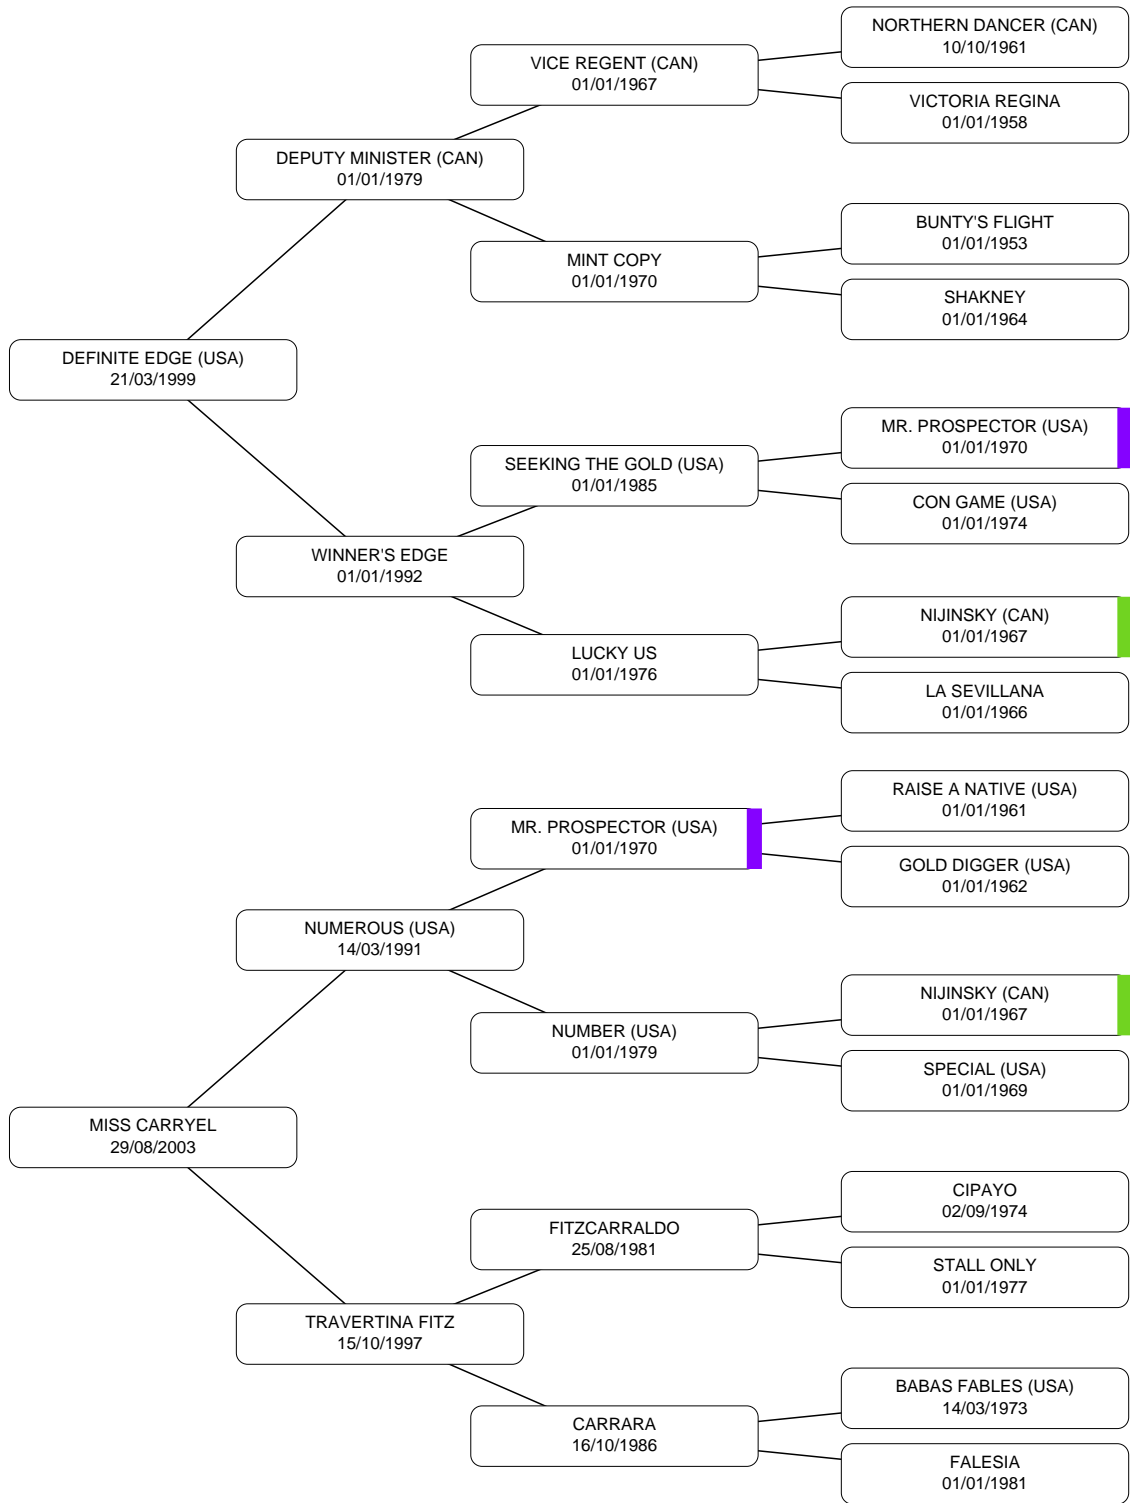 NORTHERN DANCER (CAN)
10/10/1961
VICE REGENT (CAN)
01/01/1967
VICTORIA REGINA
01/01/1958
DEPUTY MINISTER (CAN)
01/01/1979
BUNTY'S FLIGHT
01/01/1953
MINT COPY
01/01/1970
SHAKNEY
01/01/1964
DEFINITE EDGE (USA)
21/03/1999
MR. PROSPECTOR (USA)
01/01/1970
SEEKING THE GOLD (USA)
01/01/1985
CON GAME (USA)
01/01/1974
WINNER'S EDGE
01/01/1992
NIJINSKY (CAN)
01/01/1967
LUCKY US
01/01/1976
LA SEVILLANA
01/01/1966
RAISE A NATIVE (USA)
01/01/1961
MR. PROSPECTOR (USA)
01/01/1970
GOLD DIGGER (USA)
01/01/1962
NUMEROUS (USA)
14/03/1991
NIJINSKY (CAN)
01/01/1967
NUMBER (USA)
01/01/1979
SPECIAL (USA)
01/01/1969
MISS CARRYEL
29/08/2003
CIPAYO
02/09/1974
FITZCARRALDO
25/08/1981
STALL ONLY
01/01/1977
TRAVERTINA FITZ
15/10/1997
BABAS FABLES (USA)
14/03/1973
CARRARA
16/10/1986
FALESIA
01/01/1981